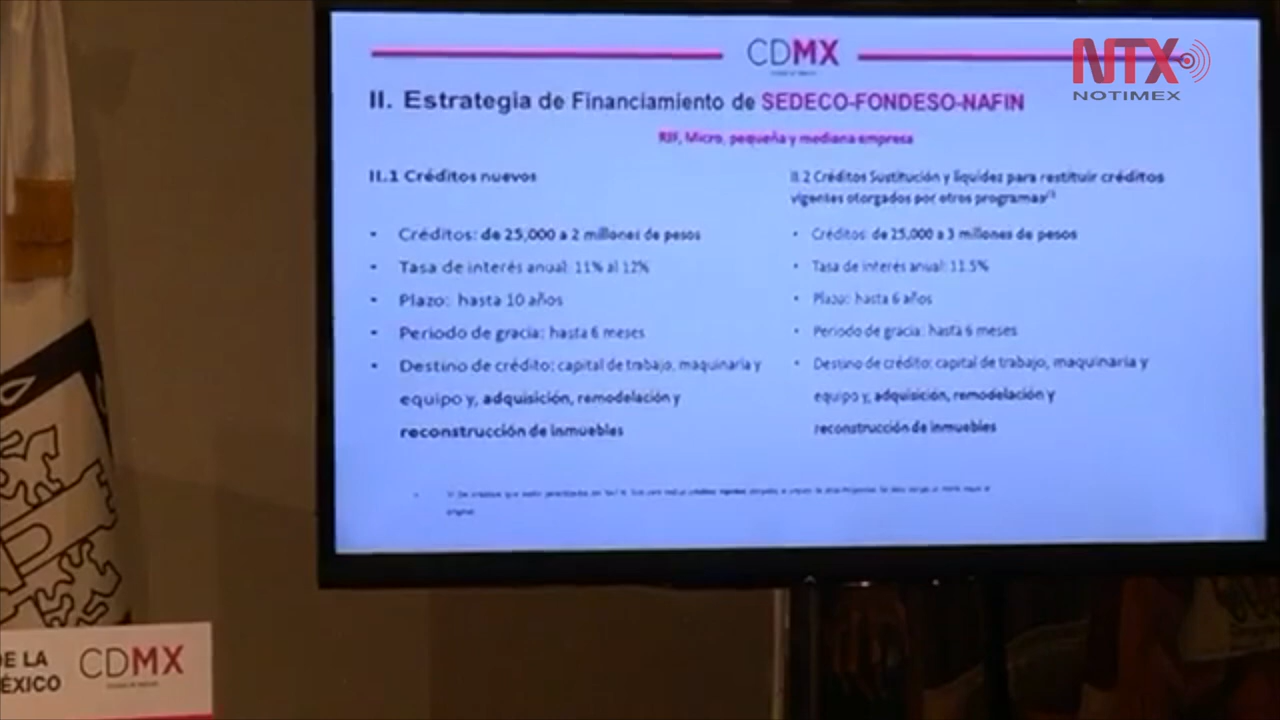 CDMX
NTX
NOTIMEX
II. Estrategia de Financiamiento de SEDECO-FONDESO-NAFIN
RIF, Micro, pequeña y mediana empresa
II.1 Créditos nuevos
• Créditos: de 25,000 a 2 millones de pesos
• Tasa de interés anual: 11% al 12%
• Plazo: hasta 10 años
• Periodo de gracia: hasta 6 meses
• Destino de crédito: capital de trabajo, maquinaria y
equipo y, adquisición, remodelación y
reconstrucción de inmuebles
II.2 Créditos Sustitución y liquidez para restituir créditos
vigentes otorgados por otros programas
• Créditos: de 25,000 a 3 millones de pesos
• Tasa de interés anual: 11.5%
• Plazo: hasta 6 años
• Periodo de gracia: hasta 6 meses
• Destino de crédito: capital de trabajo, maquinaria y
equipo y, adquisición, remodelación y
reconstrucción de inmuebles
DE LA
MÉXICO
CDMX